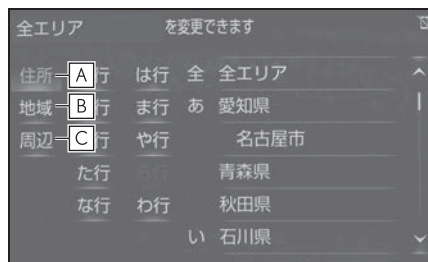 全エリア を変更できます
住所 A 行 は行 全 全エリア
地域 B 行 ま行 あ 愛知県
周辺 C 行 や行 名古屋市
た行 ら行 青森県
な行 わ行 秋田県
い 石川県